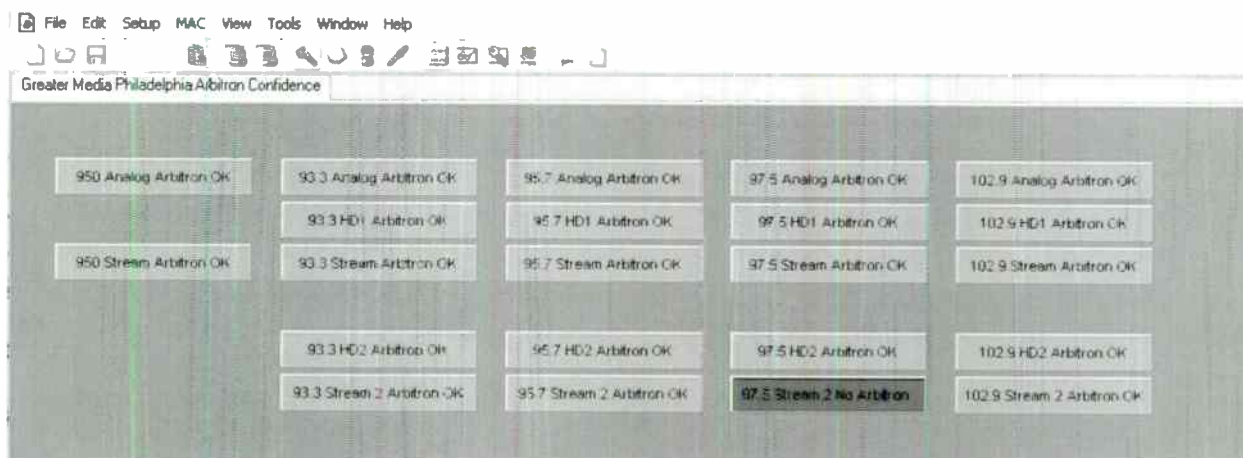 File Edit Setup MAC View Tools Window Help
Greater Media Philadelphia Arbitron Confidence
950 Analog Arbitron OK 93.3 Analog Arbitron OK 95.7 Analog Arbitron OK 97.5 Analog Arbitron OK 102.9 Analog Arbitron OK
93.3 HD1 Arbitron OK 95.7 HD1 Arbitron OK 97.5 HD1 Arbitron OK 102.9 HD1 Arbitron OK
950 Stream Arbitron OK 93.3 Stream Arbitron OK 95.7 Stream Arbitron OK 97.5 Stream Arbitron OK 102.9 Stream Arbitron OK
93.3 HD2 Arbitron OK 95.7 HD2 Arbitron OK 97.5 HD2 Arbitron OK 102.9 HD2 Arbitron OK
93.3 Stream 2 Arbitron OK 95.7 Stream 2 Arbitron OK 97.5 Stream 2 No Arbitron 102.9 Stream 2 Arbitron OK